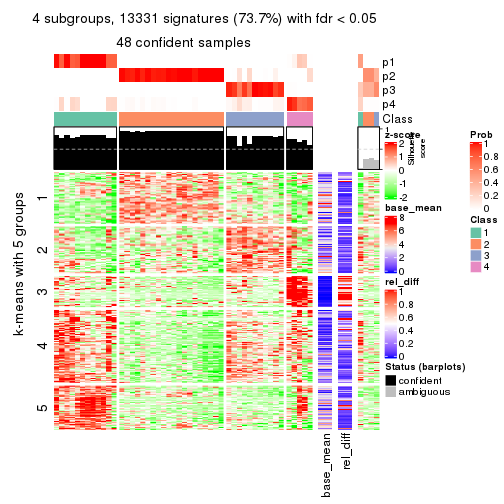 4 subgroups, 13331 signatures (73.7%) with fdr < 0.05
48 confident samples
p1
p2
p3
p4
Class
1
Silhouette
score
z-score
2
1
0
-1
-2
base_mean
8
6
4
2
0
rel_diff
1
0.8
0.6
0.4
0.2
0
Status (barplots)
confident
ambiguous
Prob
1
0.8
0.6
0.4
0.2
0
Class
1
2
3
4
k-means with 5 groups
1
2
3
4
5
base_mean
rel_diff